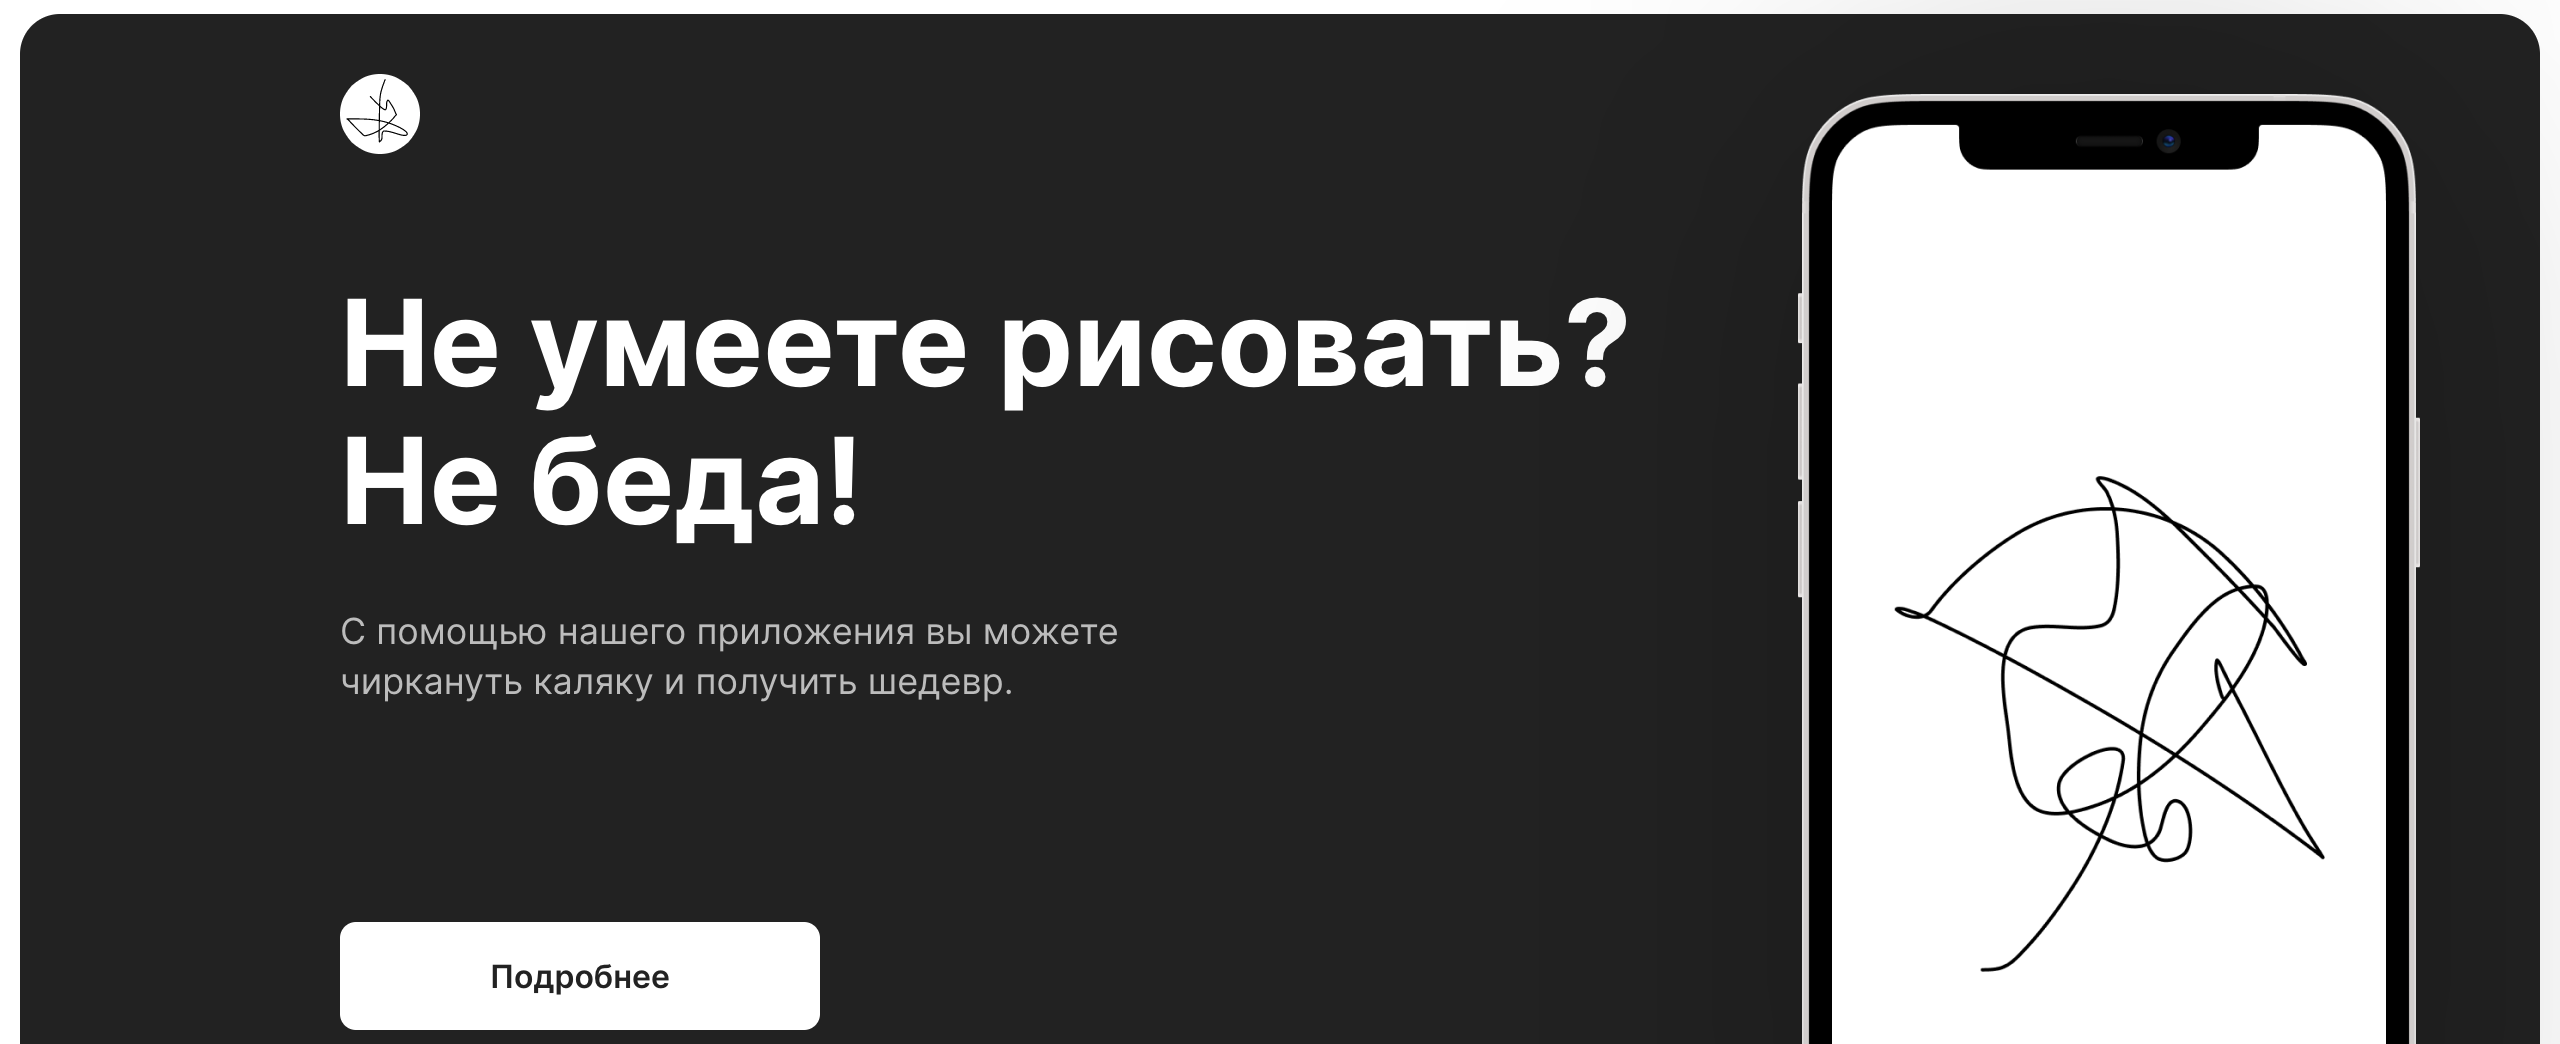 Не умеете рисовать?
Не беда!
С помощью нашего приложения вы можете
чиркануть каляку и получить шедевр.
Подробнее